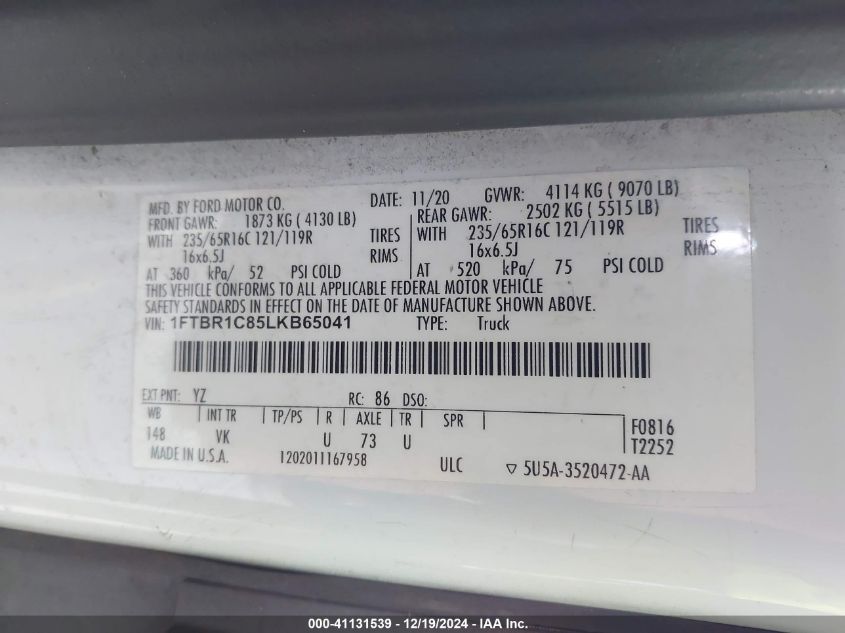 MFD. BY FORD MOTOR CO. DATE: 11/20 GVWR: 4114 KG ( 9070 LB)
FRONT GAWR: 1873 KG ( 4130 LB) REAR GAWR: 2502 KG ( 5515 LB)
WITH 235/65R16C 121/119R TIRES WITH 235/65R16C 121/119R TIRES
16x6.5J RIMS 16x6.5J RIMS
AT 360 kPa/ 52 PSI COLD AT 520 kPa/ 75 PSI COLD
THIS VEHICLE CONFORMS TO ALL APPLICABLE FEDERAL MOTOR VEHICLE
SAFETY STANDARDS IN EFFECT ON THE DATE OF MANUFACTURE SHOWN ABOVE.
VIN: 1FTBR1C85LKB65041 TYPE: Truck
EXT PNT: YZ RC: 86 DSO:
WB | INT TR | TP/PS | R | AXLE | TR | SPR | F0816
148 VK U 73 U T2252
MADE IN U.S.A. 1202011167958 ULC ▽ 5U5A-3520472-AA
000-41131539 - 12/19/2024 - IAA Inc.